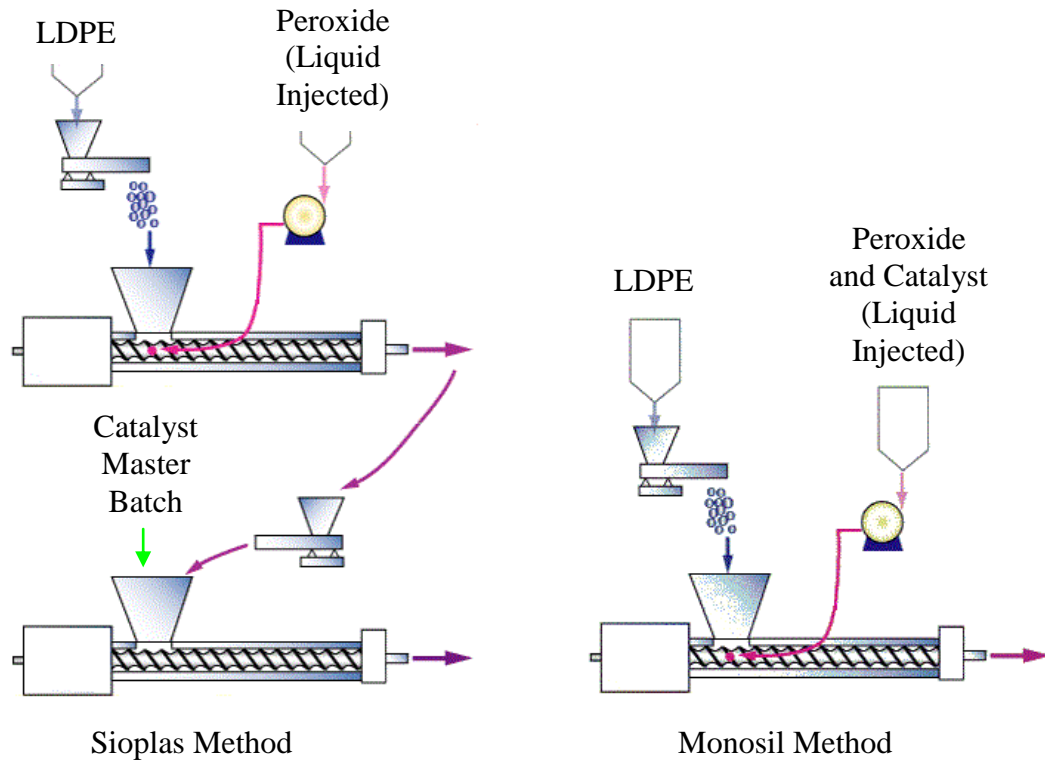 LDPE
Peroxide
(Liquid
Injected)
Catalyst
Master
Batch
Sioplas Method
LDPE
Peroxide
and Catalyst
(Liquid
Injected)
Monosil Method